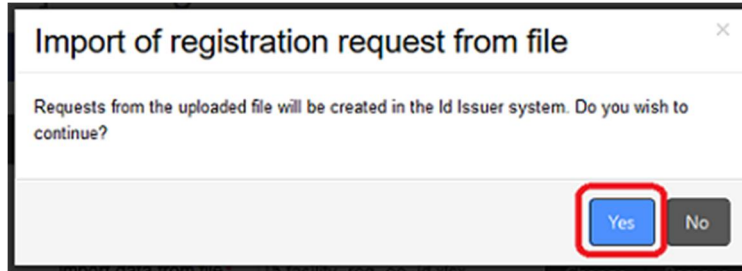 Import of registration request from file
×
Requests from the uploaded file will be created in the Id Issuer system. Do you wish to
continue?
Yes No